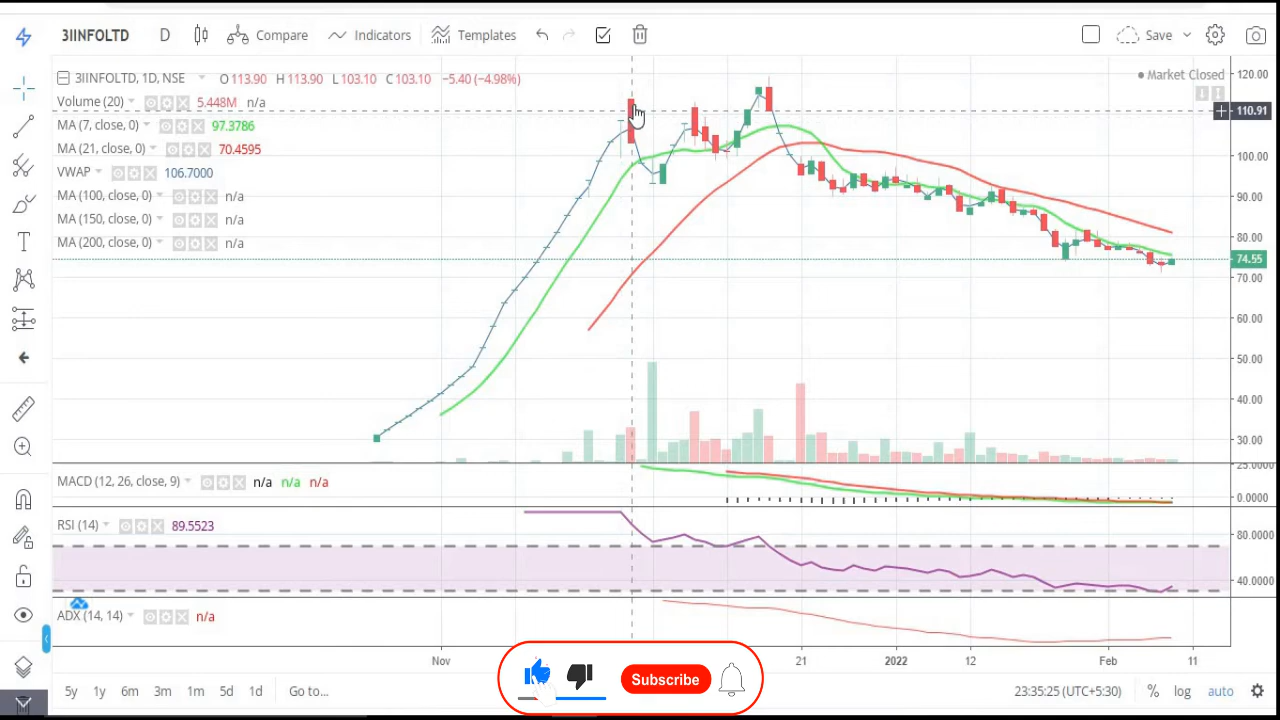 3IINFOLTD D Compare Indicators Templates Save
3IINFOLTD, 1D, NSE O 113.90 H 113.90 L 103.10 C 103.10 −5.40 (−4.98%)
Market Closed
Volume (20) 5.448M n/a
MA (7, close, 0) 97.3786
MA (21, close, 0) 70.4595
VWAP 106.7000
MA (100, close, 0) n/a
MA (150, close, 0) n/a
MA (200, close, 0) n/a
120.00
110.91
100.00
90.00
80.00
74.55
70.00
60.00
50.00
40.00
30.00
MACD (12, 26, close, 9) n/a n/a n/a
25.0000
0.0000
RSI (14) 89.5523
80.0000
40.0000
ADX (14, 14) n/a
Nov 21 2022 12 Feb 11
Subscribe
5y 1y 6m 3m 1m 5d 1d Go to... 23:35:25 (UTC+5:30) % log auto